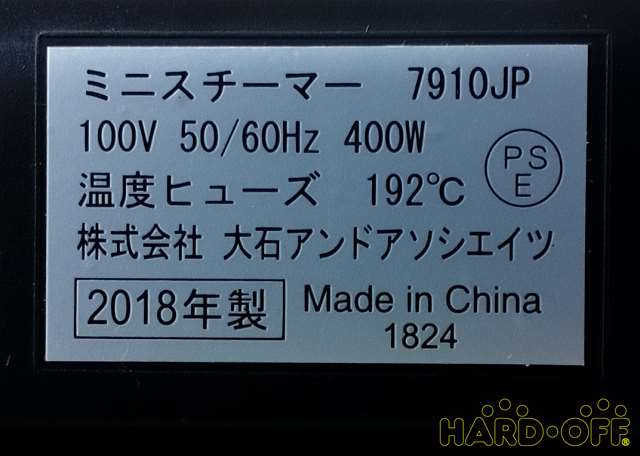 ミニスチーマー 7910JP
100V 50/60Hz 400W
PS
E
温度ヒューズ 192℃
株式会社 大石アンドアソシエイツ
2018年製 Made in China
1824
HARD・OFF®